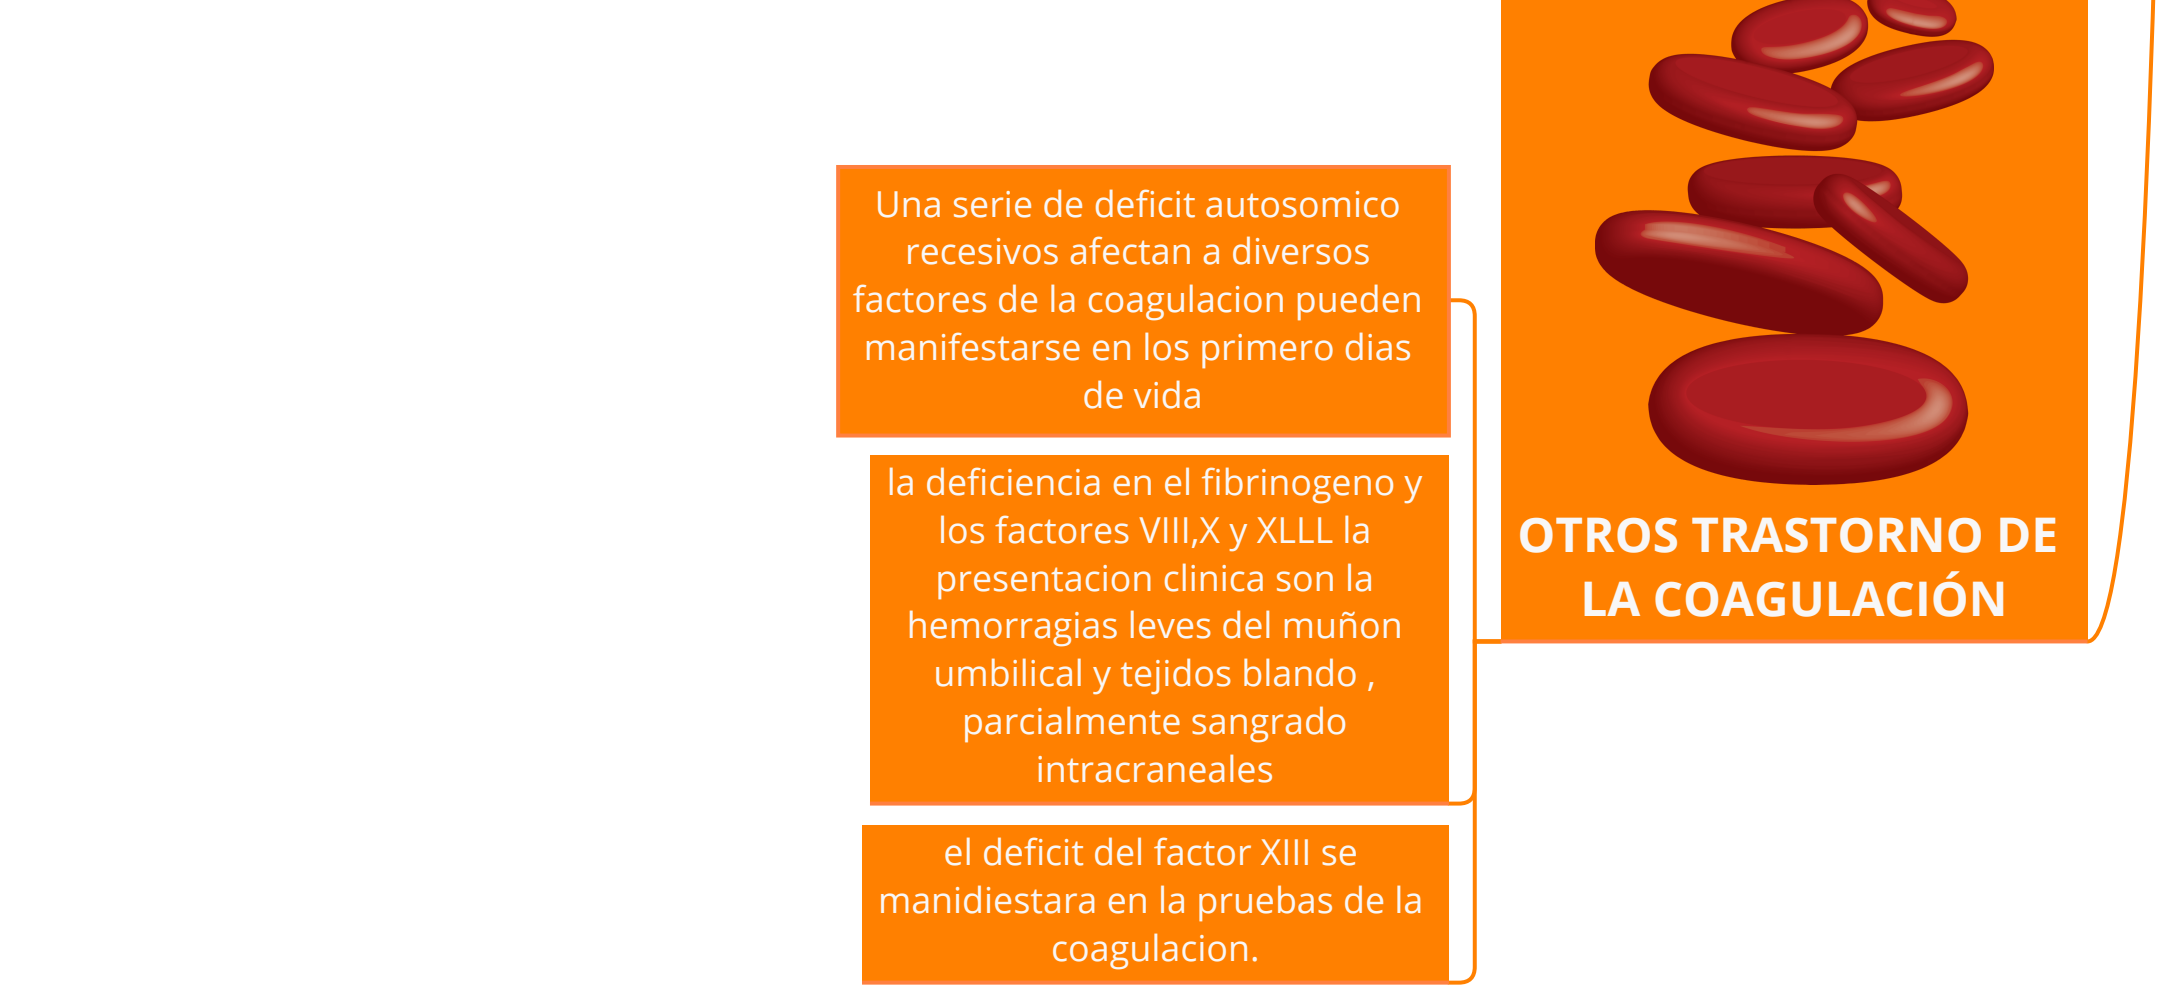 Una serie de deficit autosomico
recesivos afectan a diversos
factores de la coagulacion pueden
manifestarse en los primero dias
de vida
la deficiencia en el fibrinogeno y
los factores VIII,X y XLLL la
presentacion clinica son la
hemorragias leves del muñon
umbilical y tejidos blando ,
parcialmente sangrado
intracraneales
el deficit del factor XIII se
manidiestara en la pruebas de la
coagulacion.
OTROS TRASTORNO DE
LA COAGULACIÓN